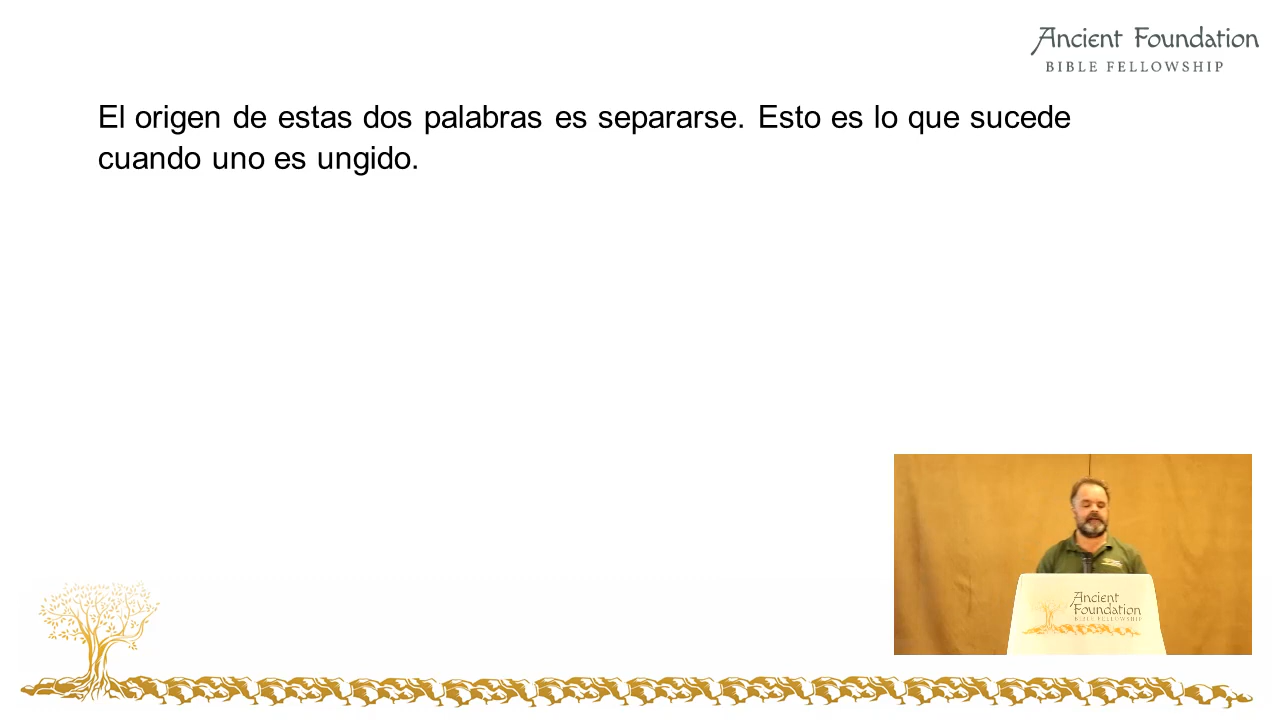 Ancient Foundation
BIBLE FELLOWSHIP
El origen de estas dos palabras es separarse. Esto es lo que sucede
cuando uno es ungido.
Ancient
Foundation
BIBLE FELLOWSHIP